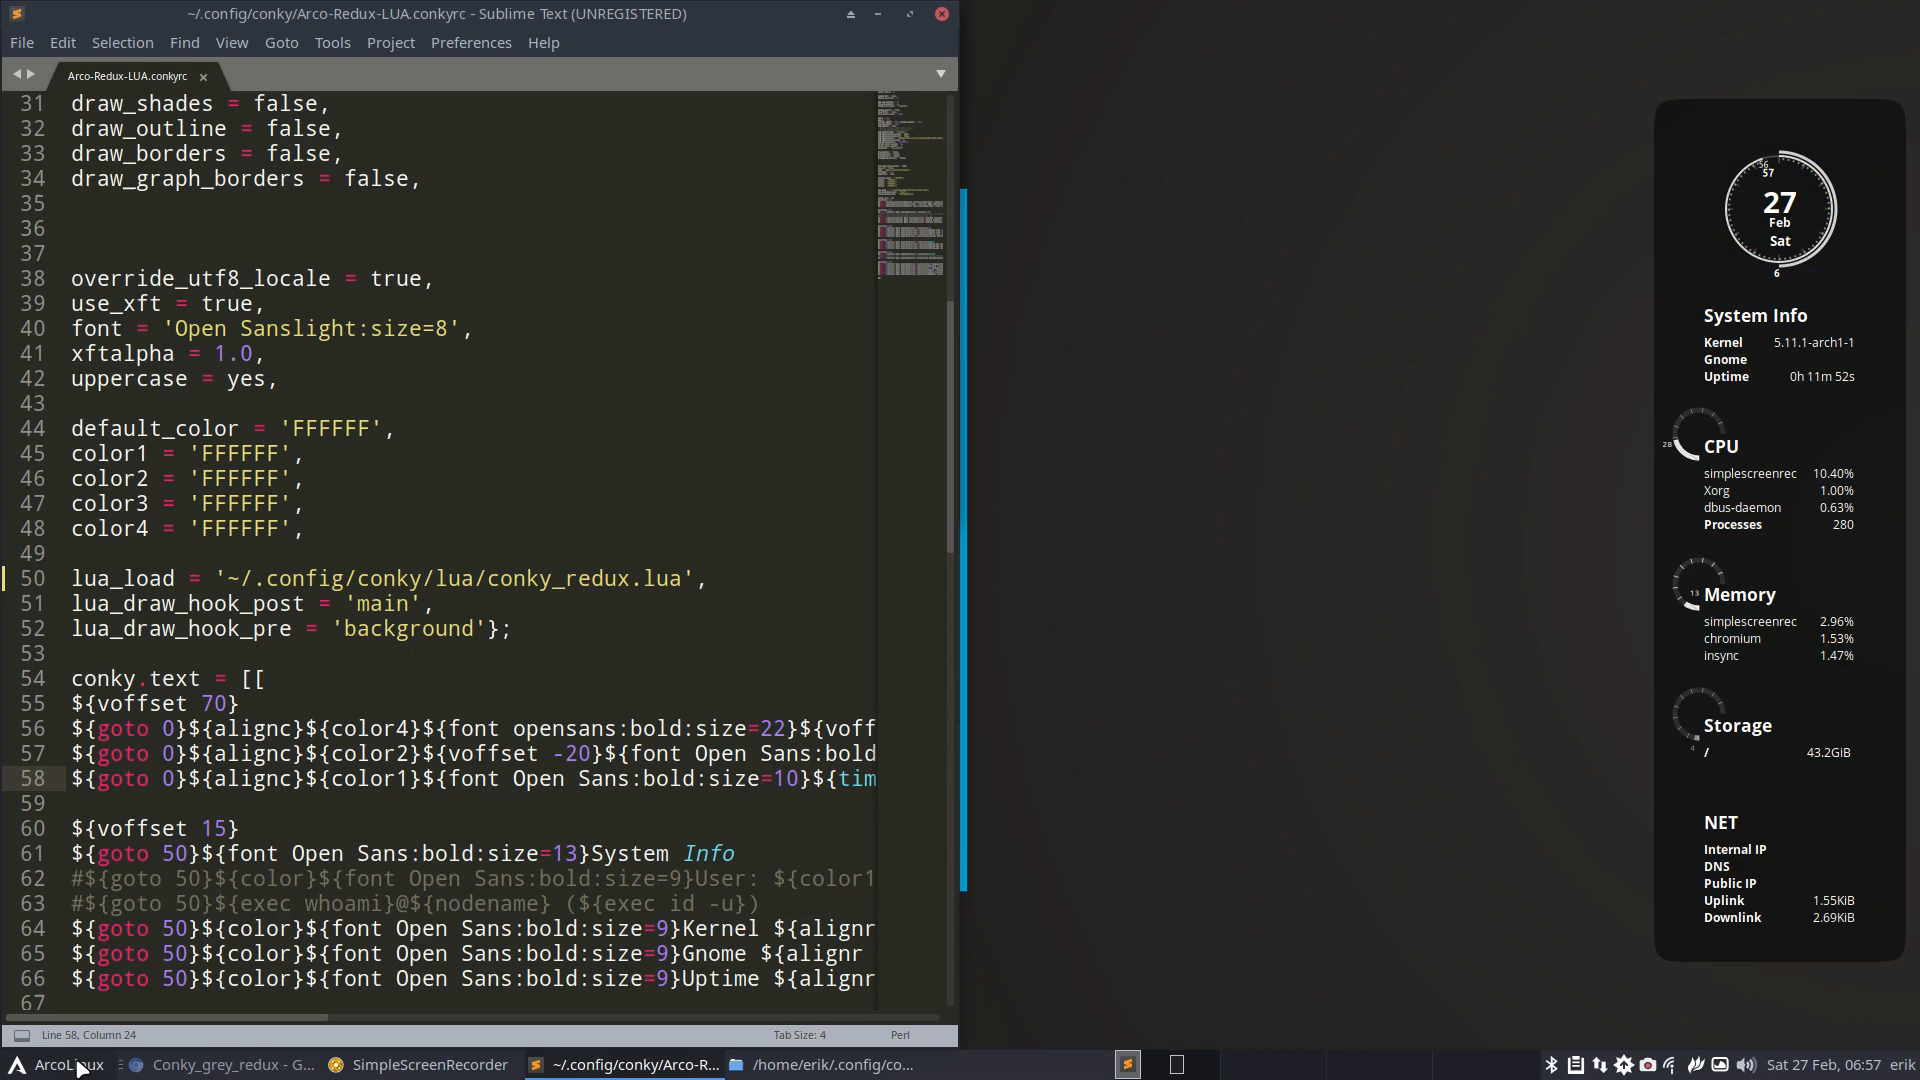 ~/.config/conky/Arco-Redux-LUA.conkyrc - Sublime Text (UNREGISTERED)
File Edit Selection Find View Goto Tools Project Preferences Help
Arco-Redux-LUA.conkyrc
31 draw_shades = false,
32 draw_outline = false,
33 draw_borders = false,
34 draw_graph_borders = false,
35
36
37
38 override_utf8_locale = true,
39 use_xft = true,
40 font = 'Open Sanslight:size=8',
41 xftalpha = 1.0,
42 uppercase = yes,
43
44 default_color = 'FFFFFF',
45 color1 = 'FFFFFF',
46 color2 = 'FFFFFF',
47 color3 = 'FFFFFF',
48 color4 = 'FFFFFF',
49
50 lua_load = '~/.config/conky/lua/conky_redux.lua',
51 lua_draw_hook_post = 'main',
52 lua_draw_hook_pre = 'background'};
53
54 conky.text = [[
55 ${voffset 70}
56 ${goto 0}${alignc}${color4}${font opensans:bold:size=22}${voff
57 ${goto 0}${alignc}${color2}${voffset -20}${font Open Sans:bold
58 ${goto 0}${alignc}${color1}${font Open Sans:bold:size=10}${tim
59
60 ${voffset 15}
61 ${goto 50}${font Open Sans:bold:size=13}System Info
62 #${goto 50}${color}${font Open Sans:bold:size=9}User: ${color1
63 #${goto 50}${exec whoami}@${nodename} (${exec id -u})
64 ${goto 50}${color}${font Open Sans:bold:size=9}Kernel ${alignr
65 ${goto 50}${color}${font Open Sans:bold:size=9}Gnome ${alignr
66 ${goto 50}${color}${font Open Sans:bold:size=9}Uptime ${alignr
67
Line 58, Column 24 Tab Size: 4 Perl
56
57
27
Feb
Sat
6
System Info
Kernel 5.11.1-arch1-1
Gnome
Uptime 0h 11m 52s
28 CPU
simplescreenrec 10.40%
Xorg 1.00%
dbus-daemon 0.63%
Processes 280
13 Memory
simplescreenrec 2.96%
chromium 1.53%
insync 1.47%
Storage
4 / 43.2GiB
NET
Internal IP
DNS
Public IP
Uplink 1.55KiB
Downlink 2.69KiB
ArcoLinux Conky_grey_redux - G... SimpleScreenRecorder ~/.config/conky/Arco-R... /home/erik/.config/co... Sat 27 Feb, 06:57 erik